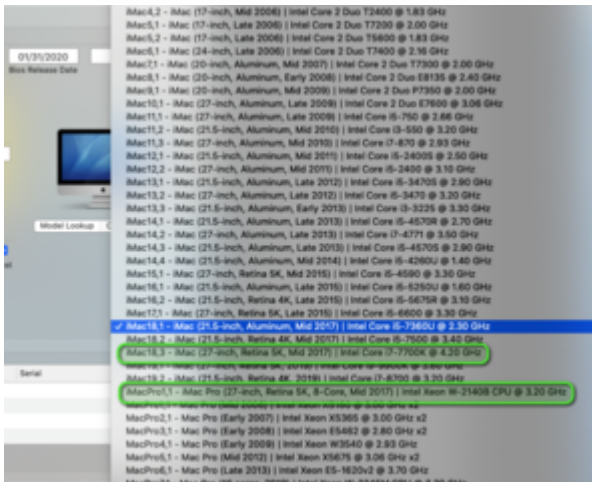 iMac4,2 - iMac (17-inch, Mid 2006) | Intel Core 2 Duo T2400 @ 1.83 GHz
iMac5,1 - iMac (17-inch, Late 2006) | Intel Core 2 Duo T7200 @ 2.00 GHz
iMac5,2 - iMac (17-inch, Late 2006) | Intel Core 2 Duo T5600 @ 1.83 GHz
iMac6,1 - iMac (24-inch, Late 2006) | Intel Core 2 Duo T7400 @ 2.16 GHz
01/31/2020
iMac7,1 - iMac (20-inch, Aluminum, Mid 2007) | Intel Core 2 Duo T7300 @ 2.00 GHz
Bios Release Date
iMac8,1 - iMac (20-inch, Aluminum, Early 2008) | Intel Core 2 Duo E8135 @ 2.40 GHz
iMac9,1 - iMac (20-inch, Aluminum, Mid 2009) | Intel Core 2 Duo P7350 @ 2.00 GHz
iMac10,1 - iMac (27-inch, Aluminum, Late 2009) | Intel Core 2 Duo E7600 @ 3.06 GHz
iMac11,1 - iMac (27-inch, Aluminum, Late 2009) | Intel Core i5-750 @ 2.66 GHz
iMac11,2 - iMac (21.5-inch, Aluminum, Mid 2010) | Intel Core i3-550 @ 3.20 GHz
iMac11,3 - iMac (27-inch, Aluminum, Mid 2010) | Intel Core i7-870 @ 2.93 GHz
iMac12,1 - iMac (21.5-inch, Aluminum, Mid 2011) | Intel Core i5-2400S @ 2.50 GHz
iMac12,2 - iMac (27-inch, Aluminum, Mid 2011) | Intel Core i5-2400 @ 3.10 GHz
iMac13,1 - iMac (21.5-inch, Aluminum, Late 2012) | Intel Core i5-3470S @ 2.90 GHz
iMac13,2 - iMac (27-inch, Aluminum, Late 2012) | Intel Core i5-3470 @ 3.20 GHz
iMac13,3 - iMac (21.5-inch, Aluminum, Early 2013) | Intel Core i3-3225 @ 3.30 GHz
iMac14,1 - iMac (21.5-inch, Aluminum, Late 2013) | Intel Core i5-4570R @ 2.70 GHz
Model Lookup
iMac14,2 - iMac (27-inch, Aluminum, Late 2013) | Intel Core i7-4771 @ 3.50 GHz
iMac14,3 - iMac (21.5-inch, Aluminum, Late 2013) | Intel Core i5-4570S @ 2.90 GHz
iMac14,4 - iMac (21.5-inch, Aluminum, Mid 2014) | Intel Core i5-4260U @ 1.40 GHz
iMac15,1 - iMac (27-inch, Retina 5K, Mid 2015) | Intel Core i5-4590 @ 3.30 GHz
iMac16,1 - iMac (21.5-inch, Aluminum, Late 2015) | Intel Core i5-5250U @ 1.60 GHz
iMac16,2 - iMac (21.5-inch, Retina 4K, Late 2015) | Intel Core i5-5675R @ 3.10 GHz
iMac17,1 - iMac (27-inch, Retina 5K, Late 2015) | Intel Core i5-6600 @ 3.30 GHz
✓ iMac18,1 - iMac (21.5-inch, Aluminum, Mid 2017) | Intel Core i5-7360U @ 2.30 GHz
iMac18,2 - iMac (21.5-inch, Retina 4K, Mid 2017) | Intel Core i5-7500 @ 3.40 GHz
iMac18,3 - iMac (27-inch, Retina 5K, Mid 2017) | Intel Core i7-7700K @ 4.20 GHz
Serial
iMac19,2 - iMac (21.5-inch, Retina 4K, 2019) | Intel Core i7-8700 @ 3.20 GHz
iMacPro1,1 - iMac Pro (27-inch, Retina 5K, 8-Core, Mid 2017) | Intel Xeon W-2140B CPU @ 3.20 GHz
MacPro2,1 - Mac Pro (Early 2007) | Intel Xeon X5365 @ 3.00 GHz x2
MacPro3,1 - Mac Pro (Early 2008) | Intel Xeon E5462 @ 2.80 GHz x2
MacPro4,1 - Mac Pro (Early 2009) | Intel Xeon W3540 @ 2.93 GHz
MacPro5,1 - Mac Pro (Mid 2012) | Intel Xeon X5675 @ 3.06 GHz x2
MacPro6,1 - Mac Pro (Late 2013) | Intel Xeon E5-1620v2 @ 3.70 GHz